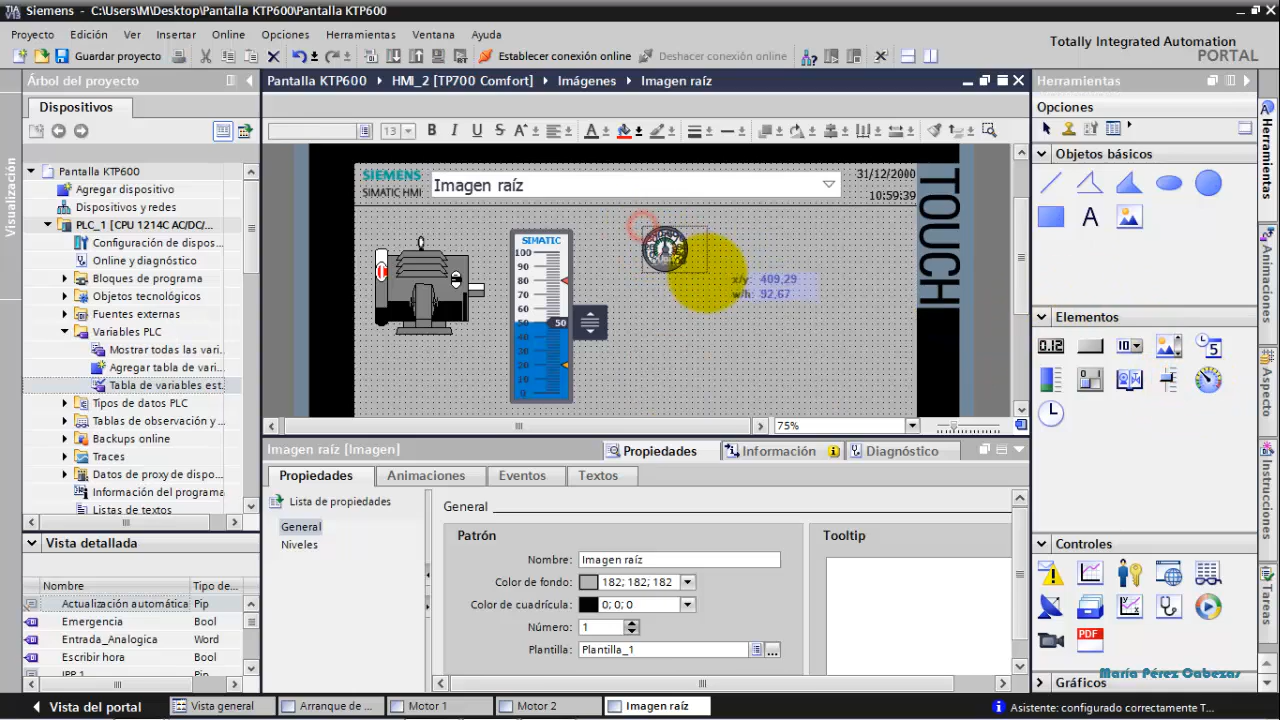 Siemens - C:\Users\M\Desktop\Pantalla KTP600\Pantalla KTP600
TIA
V13
Proyecto Edición Ver Insertar Online Opciones Herramientas Ventana Ayuda
Totally Integrated Automation
PORTAL
Guardar proyecto Establecer conexión online Deshacer conexión online
Árbol del proyecto
Pantalla KTP600 HMI_2 [TP700 Comfort] Imágenes Imagen raíz
Herramientas
Dispositivos
Opciones
13
B I U S A
Pantalla KTP600
Agregar dispositivo
Dispositivos y redes
PLC_1 [CPU 1214C AC/DC/...
Configuración de dispos...
Online y diagnóstico
Bloques de programa
Objetos tecnológicos
Fuentes externas
Variables PLC
Mostrar todas las vari...
Agregar tabla de vari...
Tabla de variables est...
Tipos de datos PLC
Tablas de observación y ...
Backups online
Traces
Datos de proxy de dispo...
Información del programa
Listas de textos
Visualización
SIEMENS
SIMATIC HMI
Imagen raíz
31/12/2000
10:59:39
TOUCH
SIMATIC
100
90
80
70
60
50
50
40
30
20
10
0
x/y: 409,29
w/h: 92,67
75%
Objetos básicos
A
Elementos
0.12
10
5
Controles
PDF
Gráficos
Herramientas
Animaciones
Aspecto
Instrucciones
Tareas
Imagen raíz [Imagen]
Propiedades Información Diagnóstico
Propiedades Animaciones Eventos Textos
Lista de propiedades
General
Niveles
General
Patrón
Nombre: Imagen raíz
Color de fondo: 182; 182; 182
Color de cuadrícula: 0; 0; 0
Número: 1
Plantilla: Plantilla_1
...
Tooltip
Vista detallada
Nombre Tipo de...
Actualización automática Pip
Emergencia Bool
Entrada_Analogica Word
Escribir hora Bool
María Pérez Cabezas
Vista del portal Vista general Arranque de ... Motor 1 Motor 2 Imagen raíz
Asistente: configurado correctamente T...